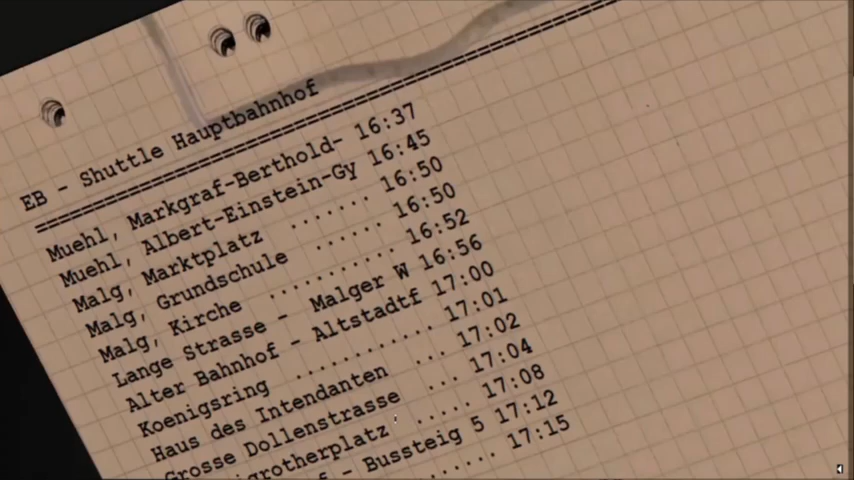 EB - Shuttle Hauptbahnhof
=================================================
Muehl, Markgraf-Berthold- 16:37
Muehl, Albert-Einstein-Gy 16:45
Malg, Marktplatz ....... 16:50
Malg, Grundschule ...... 16:50
Malg, Kirche .......... 16:52
Lange Strasse - Malger W 16:56
Alter Bahnhof - Altstadtf 17:00
Koenigsring ............ 17:01
Haus des Intendanten ... 17:02
Grosse Dollenstrasse ... 17:04
grotherplatz ..... 17:08
f - Bussteig 5 17:12
...... 17:15